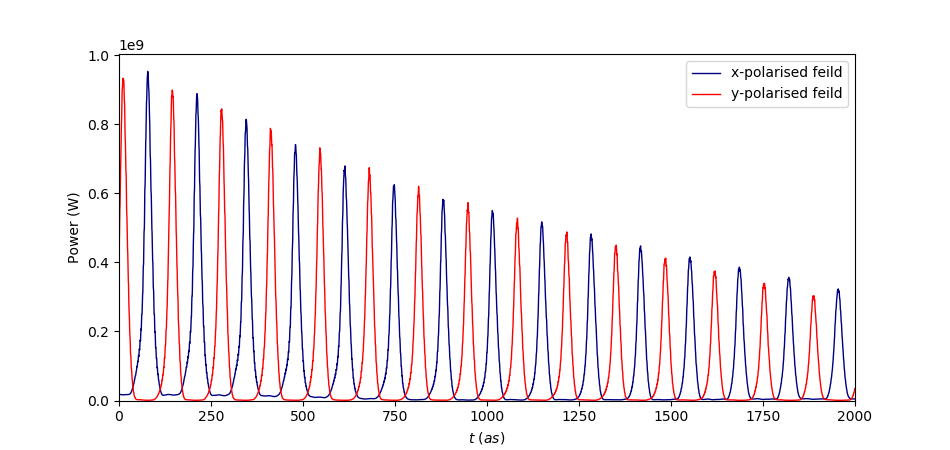 1e9
1.0
0.8
0.6
0.4
0.2
0.0
Power (W)
x-polarised feild
y-polarised feild
0 250 500 750 1000 1250 1500 1750 2000
t (as)